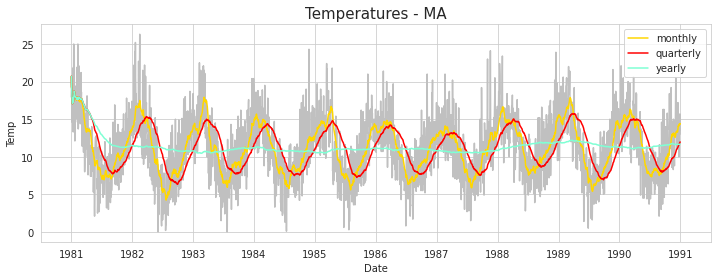 Temperatures - MA
monthly
quarterly
yearly
25
20
15
10
5
0
Temp
1981 1982 1983 1984 1985 1986 1987 1988 1989 1990 1991
Date